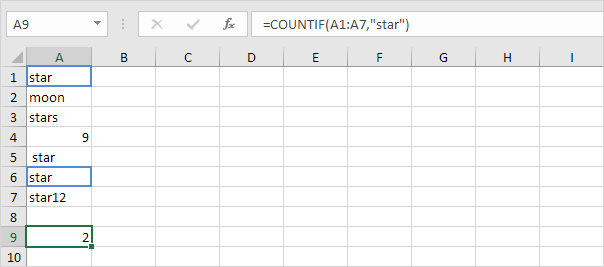 A9 fx =COUNTIF(A1:A7,"star")
A B C D E F G H I
1 star
2 moon
3 stars
4 9
5 star
6 star
7 star12
8
9 2
10